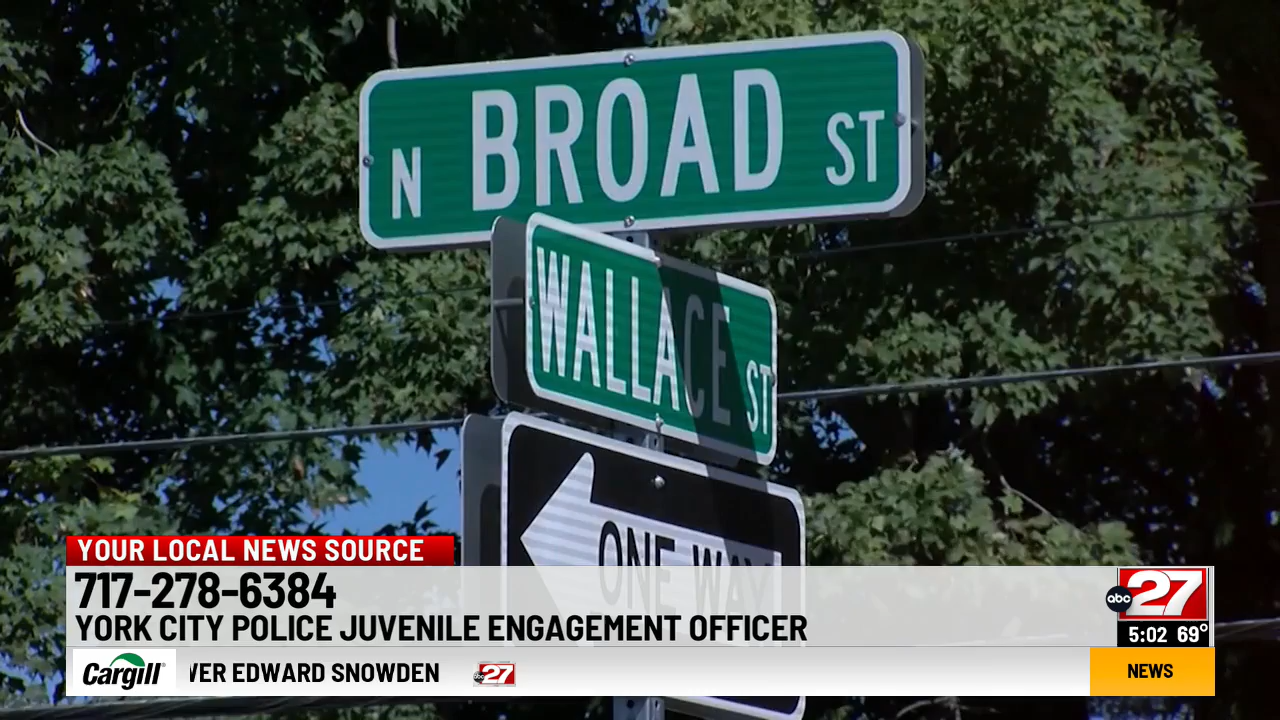 N BROAD ST
WALLACE ST
ONE WAY
YOUR LOCAL NEWS SOURCE
717-278-6384
YORK CITY POLICE JUVENILE ENGAGEMENT OFFICER
abc 27
5:02 69°
Cargill
VER EDWARD SNOWDEN
abc 27
NEWS